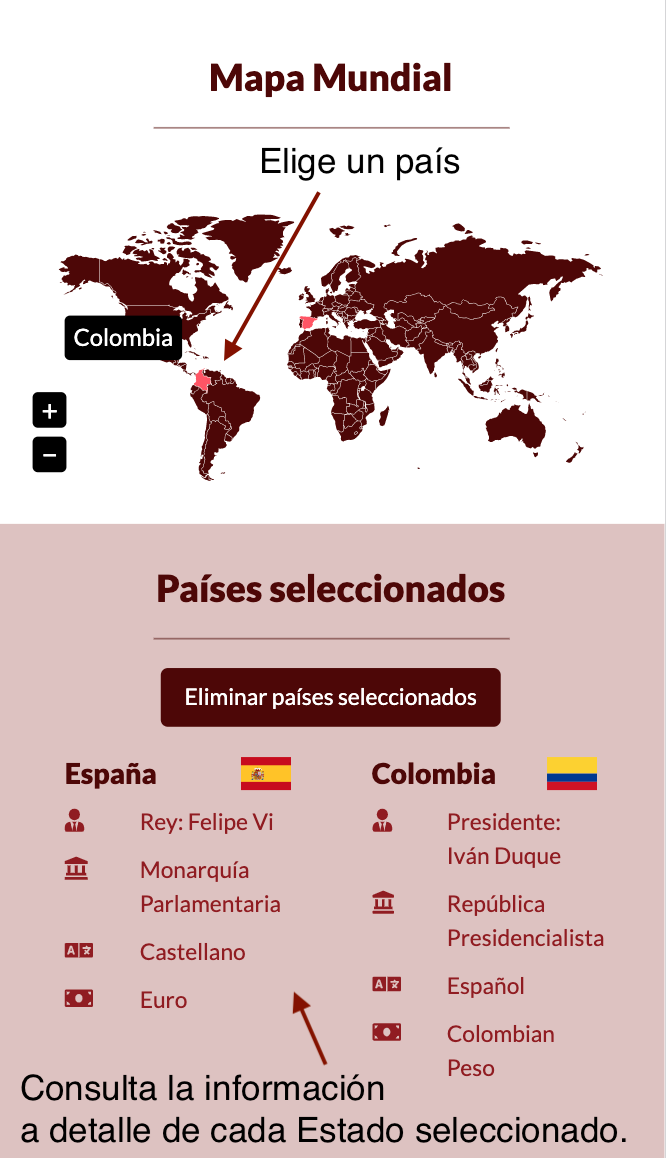 Mapa Mundial
Elige un país
Colombia
+
−
Países seleccionados
Eliminar países seleccionados
España
Rey: Felipe Vi
Monarquía
Parlamentaria
Castellano
Euro
Colombia
Presidente:
Iván Duque
República
Presidencialista
Español
Colombian
Peso
Consulta la información
a detalle de cada Estado seleccionado.